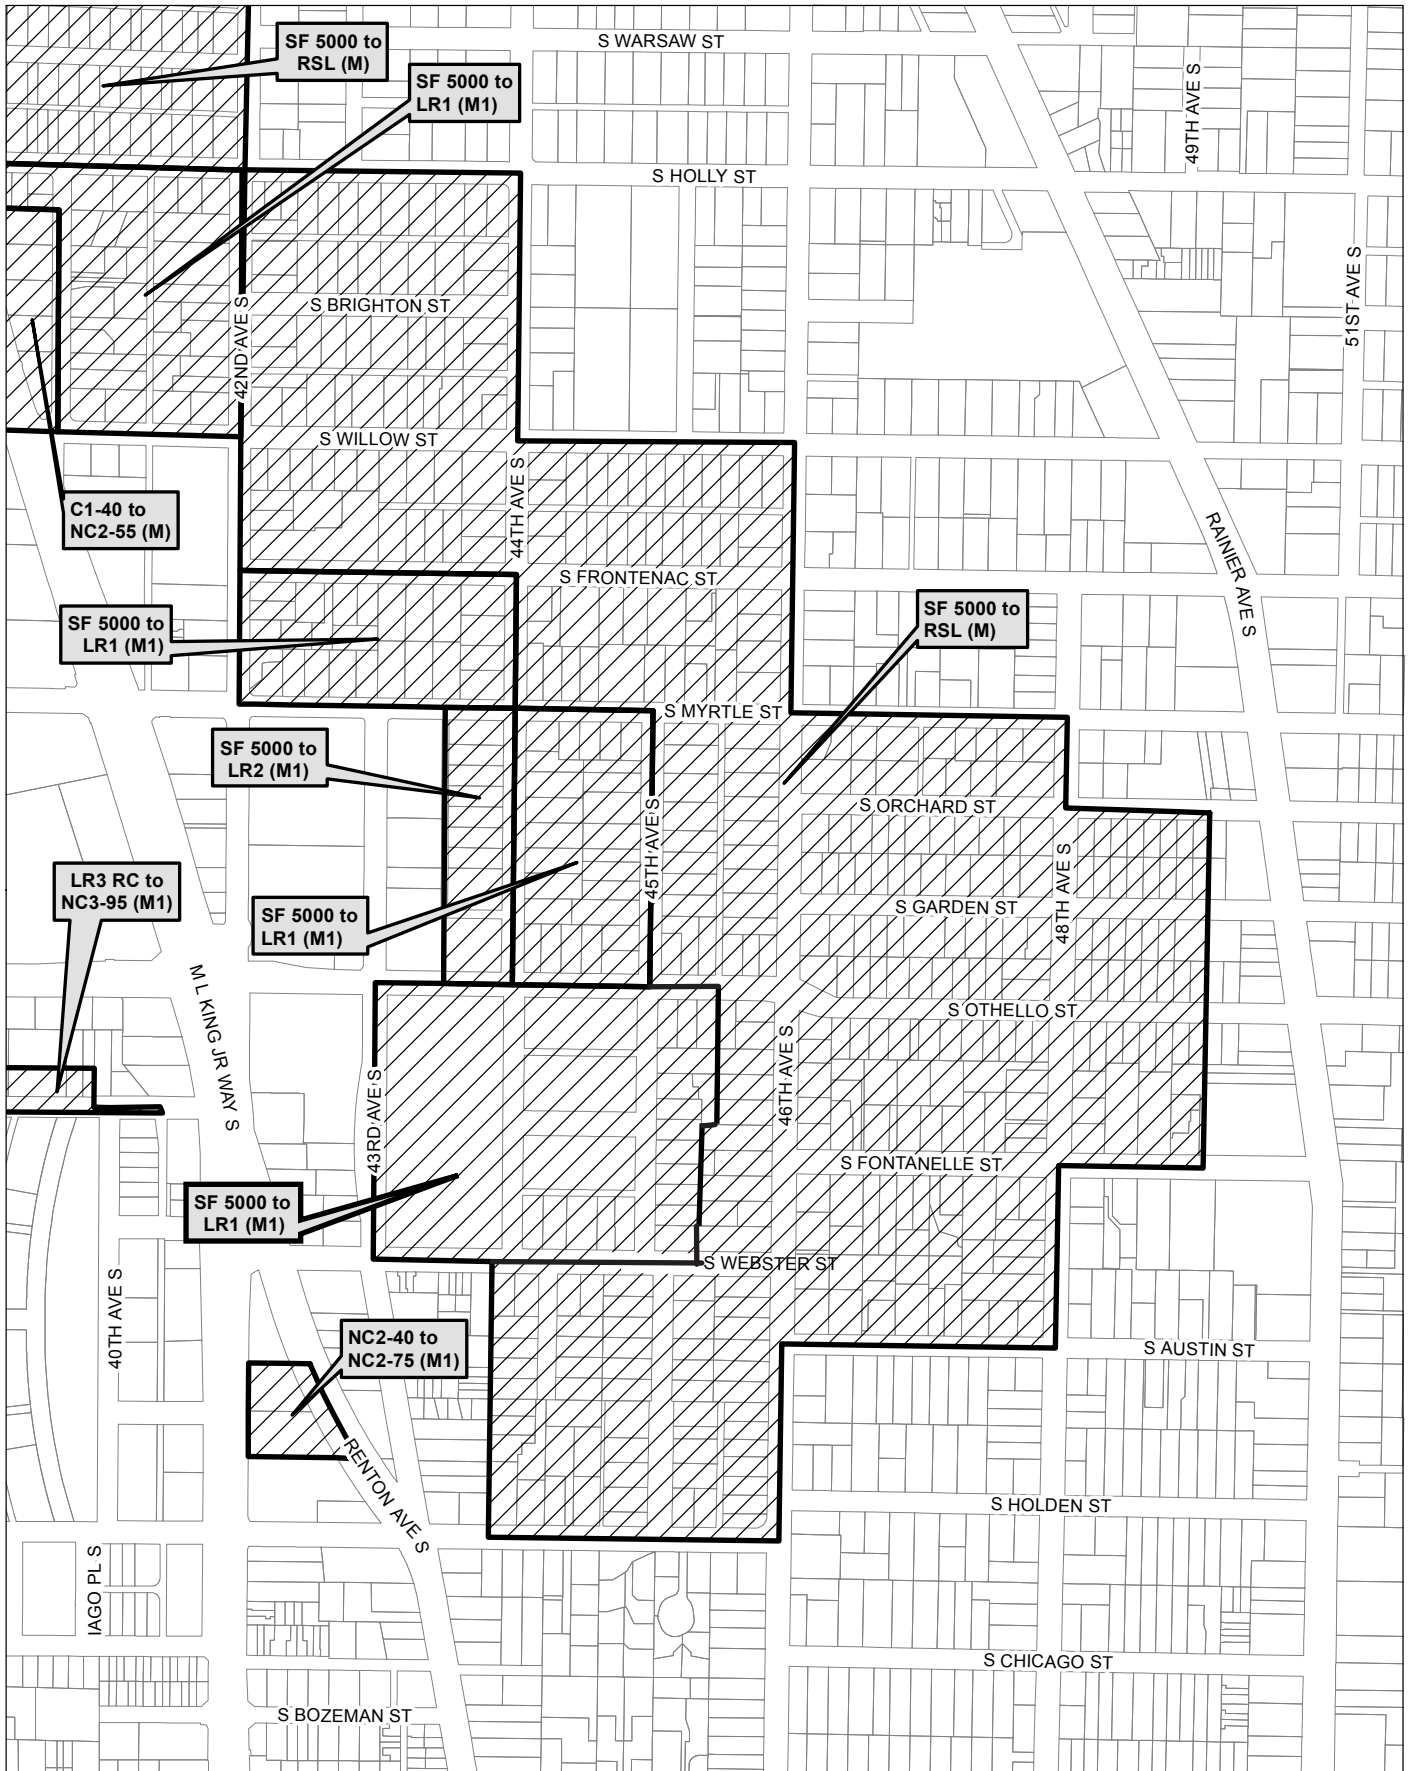 SF 5000 to
RSL (M)
S WARSAW ST
SF 5000 to
LR1 (M1)
49TH AVE S
S HOLLY ST
51ST AVE S
S BRIGHTON ST
42ND AVE S
S WILLOW ST
C1-40 to
NC2-55 (M)
44TH AVE S
RAINIER AVE S
S FRONTENAC ST
SF 5000 to
LR1 (M1)
SF 5000 to
RSL (M)
S MYRTLE ST
SF 5000 to
LR2 (M1)
S ORCHARD ST
45TH AVE S
48TH AVE S
LR3 RC to
NC3-95 (M1)
SF 5000 to
LR1 (M1)
S GARDEN ST
M L KING JR WAY S
S OTHELLO ST
46TH AVE S
43RD AVE S
S FONTANELLE ST
SF 5000 to
LR1 (M1)
S WEBSTER ST
40TH AVE S
NC2-40 to
NC2-75 (M1)
S AUSTIN ST
RENTON AVE S
S HOLDEN ST
IAGO PL S
S CHICAGO ST
S BOZEMAN ST